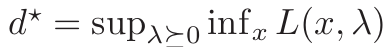 d⋆ = sup_{λ⪰0} inf_x L(x, λ)